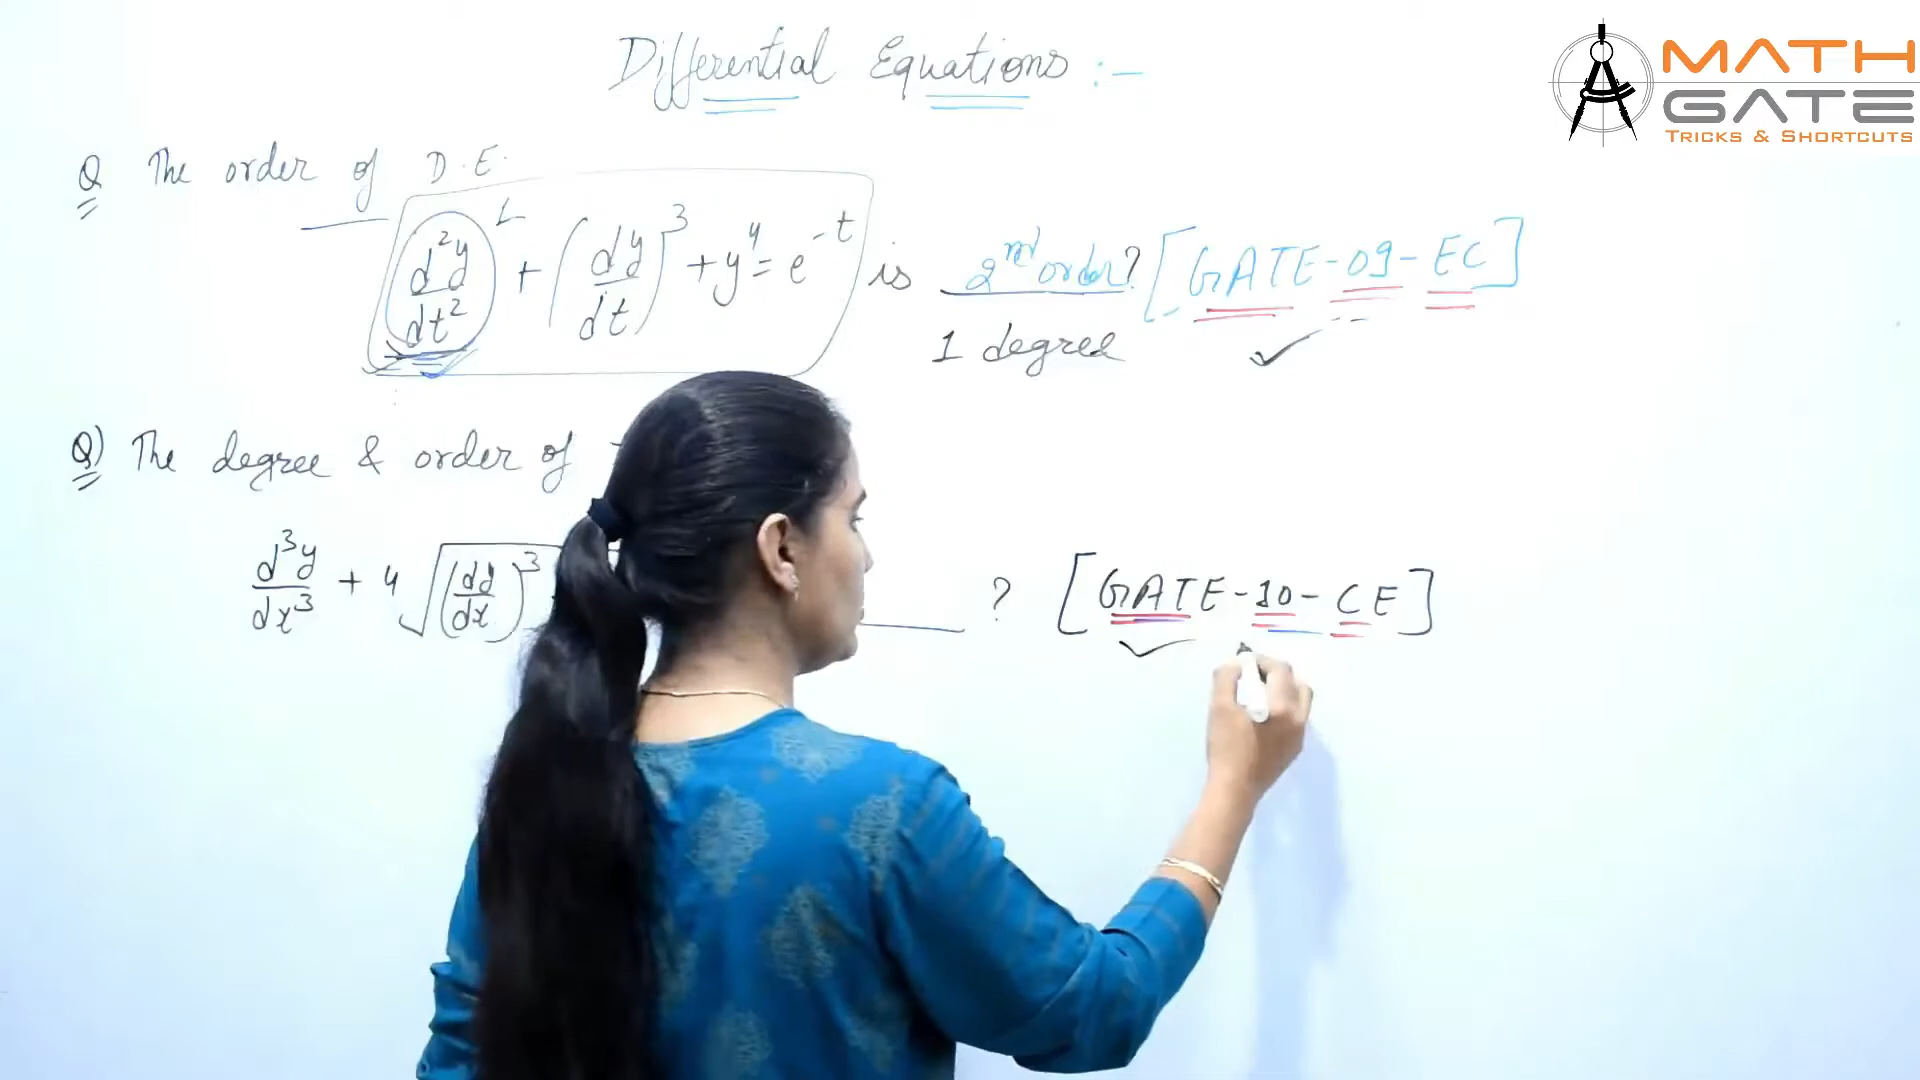 Differential Equations :-
MATH
GATE
TRICKS & SHORTCUTS
Q The order of D.E.
d²y/dt² + (dy/dt)³ + y⁴ = e⁻ᵗ is 2nd order? [GATE-09-EC]
1 degree
Q) The degree & order of
d³y/dx³ + 4√(dy/dx)³ ? [GATE-10-CE]